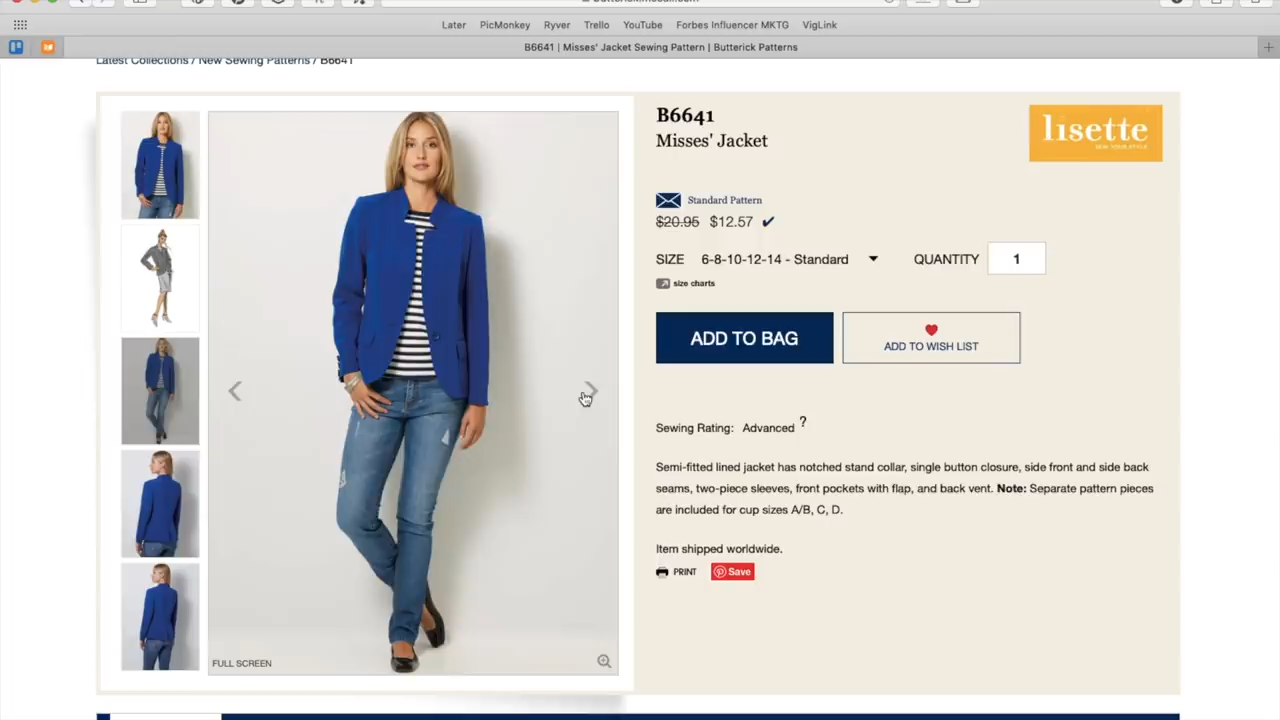 Later PicMonkey Ryver Trello YouTube Forbes Influencer MKTG VigLink
B6641 | Misses' Jacket Sewing Pattern | Butterick Patterns
Latest Collections / New Sewing Patterns / B6641
B6641
Misses' Jacket
lisette
Standard Pattern
$20.95 $12.57
SIZE 6-8-10-12-14 - Standard QUANTITY 1
size charts
ADD TO BAG
ADD TO WISH LIST
Sewing Rating: Advanced ?
Semi-fitted lined jacket has notched stand collar, single button closure, side front and side back
seams, two-piece sleeves, front pockets with flap, and back vent. Note: Separate pattern pieces
are included for cup sizes A/B, C, D.
Item shipped worldwide.
PRINT Save
FULL SCREEN